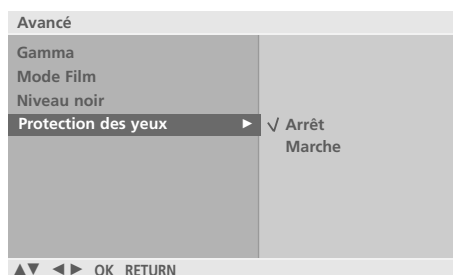 Avancé
Gamma
Mode Film
Niveau noir
Protection des yeux ► √ Arrêt
Marche
▲▼ ◄► OK RETURN